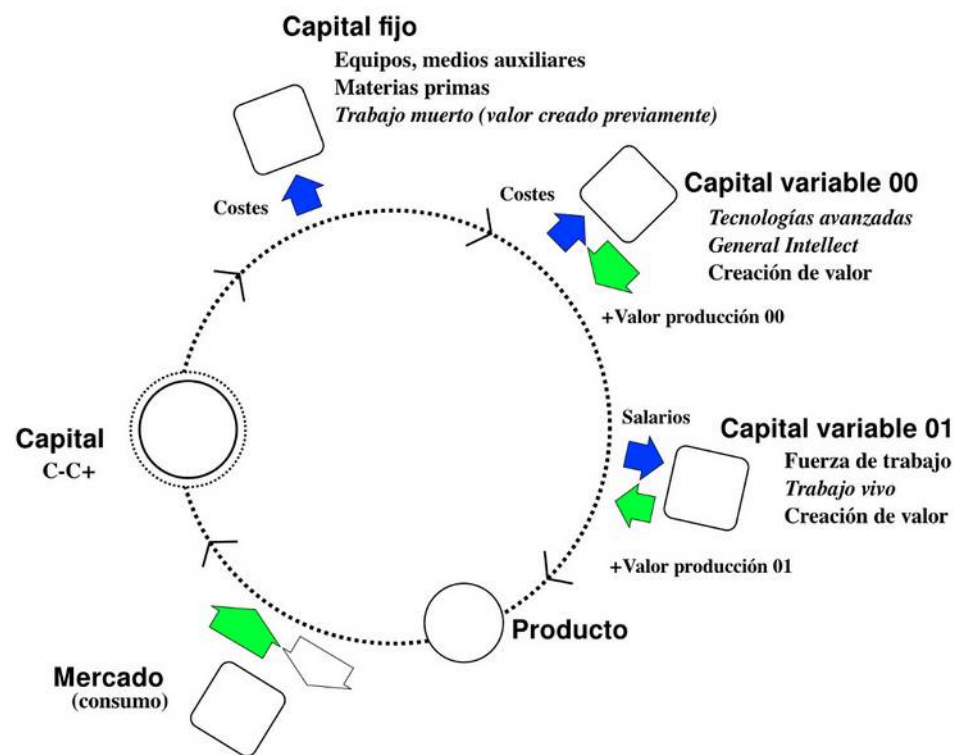 Capital fijo
Equipos, medios auxiliares
Materias primas
Trabajo muerto (valor creado previamente)
Costes
Costes
Capital variable 00
Tecnologías avanzadas
General Intellect
Creación de valor
+Valor producción 00
Salarios
Capital variable 01
Fuerza de trabajo
Trabajo vivo
Creación de valor
+Valor producción 01
Producto
Mercado
(consumo)
Capital
C-C+